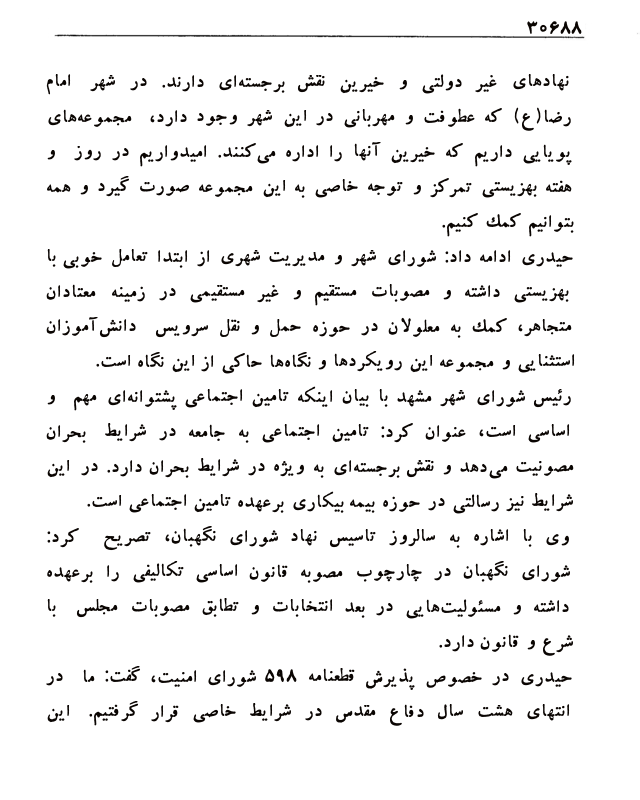 ۳۰۶۸۸
نهادهای غیر دولتی و خیرین نقش برجسته‌ای دارند. در شهر امام
رضا(ع) که عطوفت و مهربانی در این شهر وجود دارد، مجموعه‌های
پویایی داریم که خیرین آنها را اداره می‌کنند. امیدواریم در روز و
هفته بهزیستی تمرکز و توجه خاصی به این مجموعه صورت گیرد و همه
بتوانیم کمک کنیم.
حیدری ادامه داد: شورای شهر و مدیریت شهری از ابتدا تعامل خوبی با
بهزیستی داشته و مصوبات مستقیم و غیر مستقیمی در زمینه معتادان
متجاهر، کمک به معلولان در حوزه حمل و نقل سرویس دانش‌آموزان
استثنایی و مجموعه این رویکردها و نگاه‌ها حاکی از این نگاه است.
رئیس شورای شهر مشهد با بیان اینکه تامین اجتماعی پشتوانه‌ای مهم و
اساسی است، عنوان کرد: تامین اجتماعی به جامعه در شرایط بحران
مصونیت می‌دهد و نقش برجسته‌ای به ویژه در شرایط بحران دارد. در این
شرایط نیز رسالتی در حوزه بیمه بیکاری برعهده تامین اجتماعی است.
وی با اشاره به سالروز تاسیس نهاد شورای نگهبان، تصریح کرد:
شورای نگهبان در چارچوب مصوبه قانون اساسی تکالیفی را برعهده
داشته و مسئولیت‌هایی در بعد انتخابات و تطابق مصوبات مجلس با
شرع و قانون دارد.
حیدری در خصوص پذیرش قطعنامه ۵۹۸ شورای امنیت، گفت: ما در
انتهای هشت سال دفاع مقدس در شرایط خاصی قرار گرفتیم. این